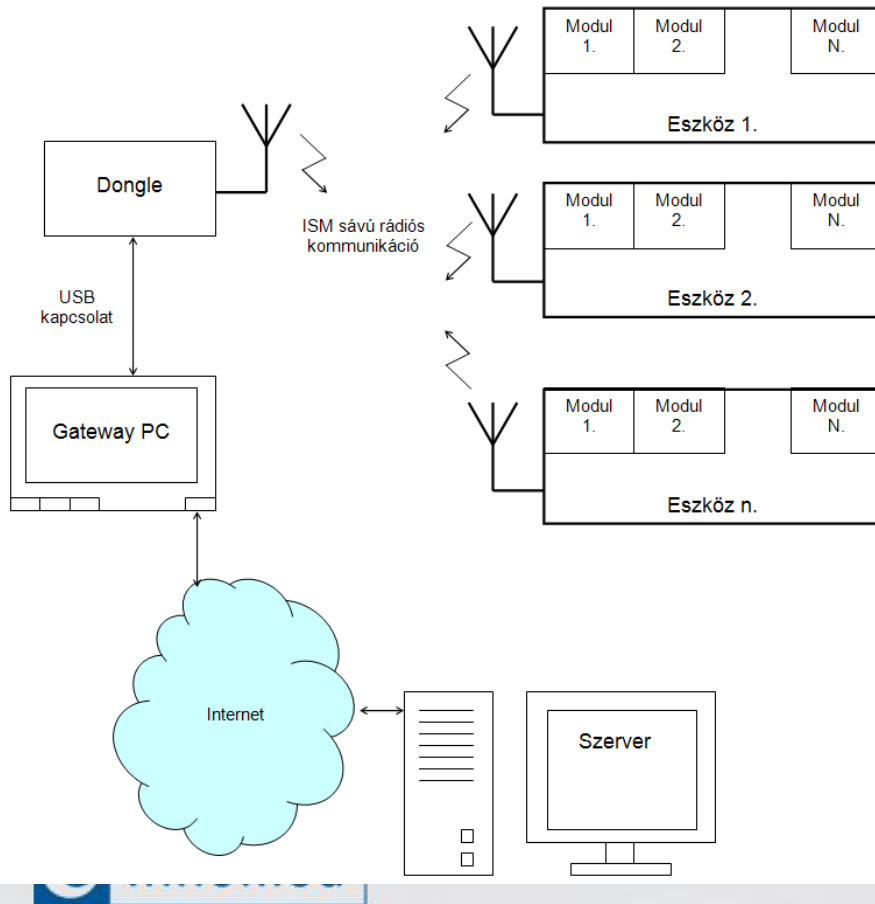 Modul
1.
Modul
2.
Modul
N.
Eszköz 1.
Dongle
ISM sávú rádiós
kommunikáció
Modul
1.
Modul
2.
Modul
N.
Eszköz 2.
USB
kapcsolat
Gateway PC
Modul
1.
Modul
2.
Modul
N.
Eszköz n.
Internet
Szerver